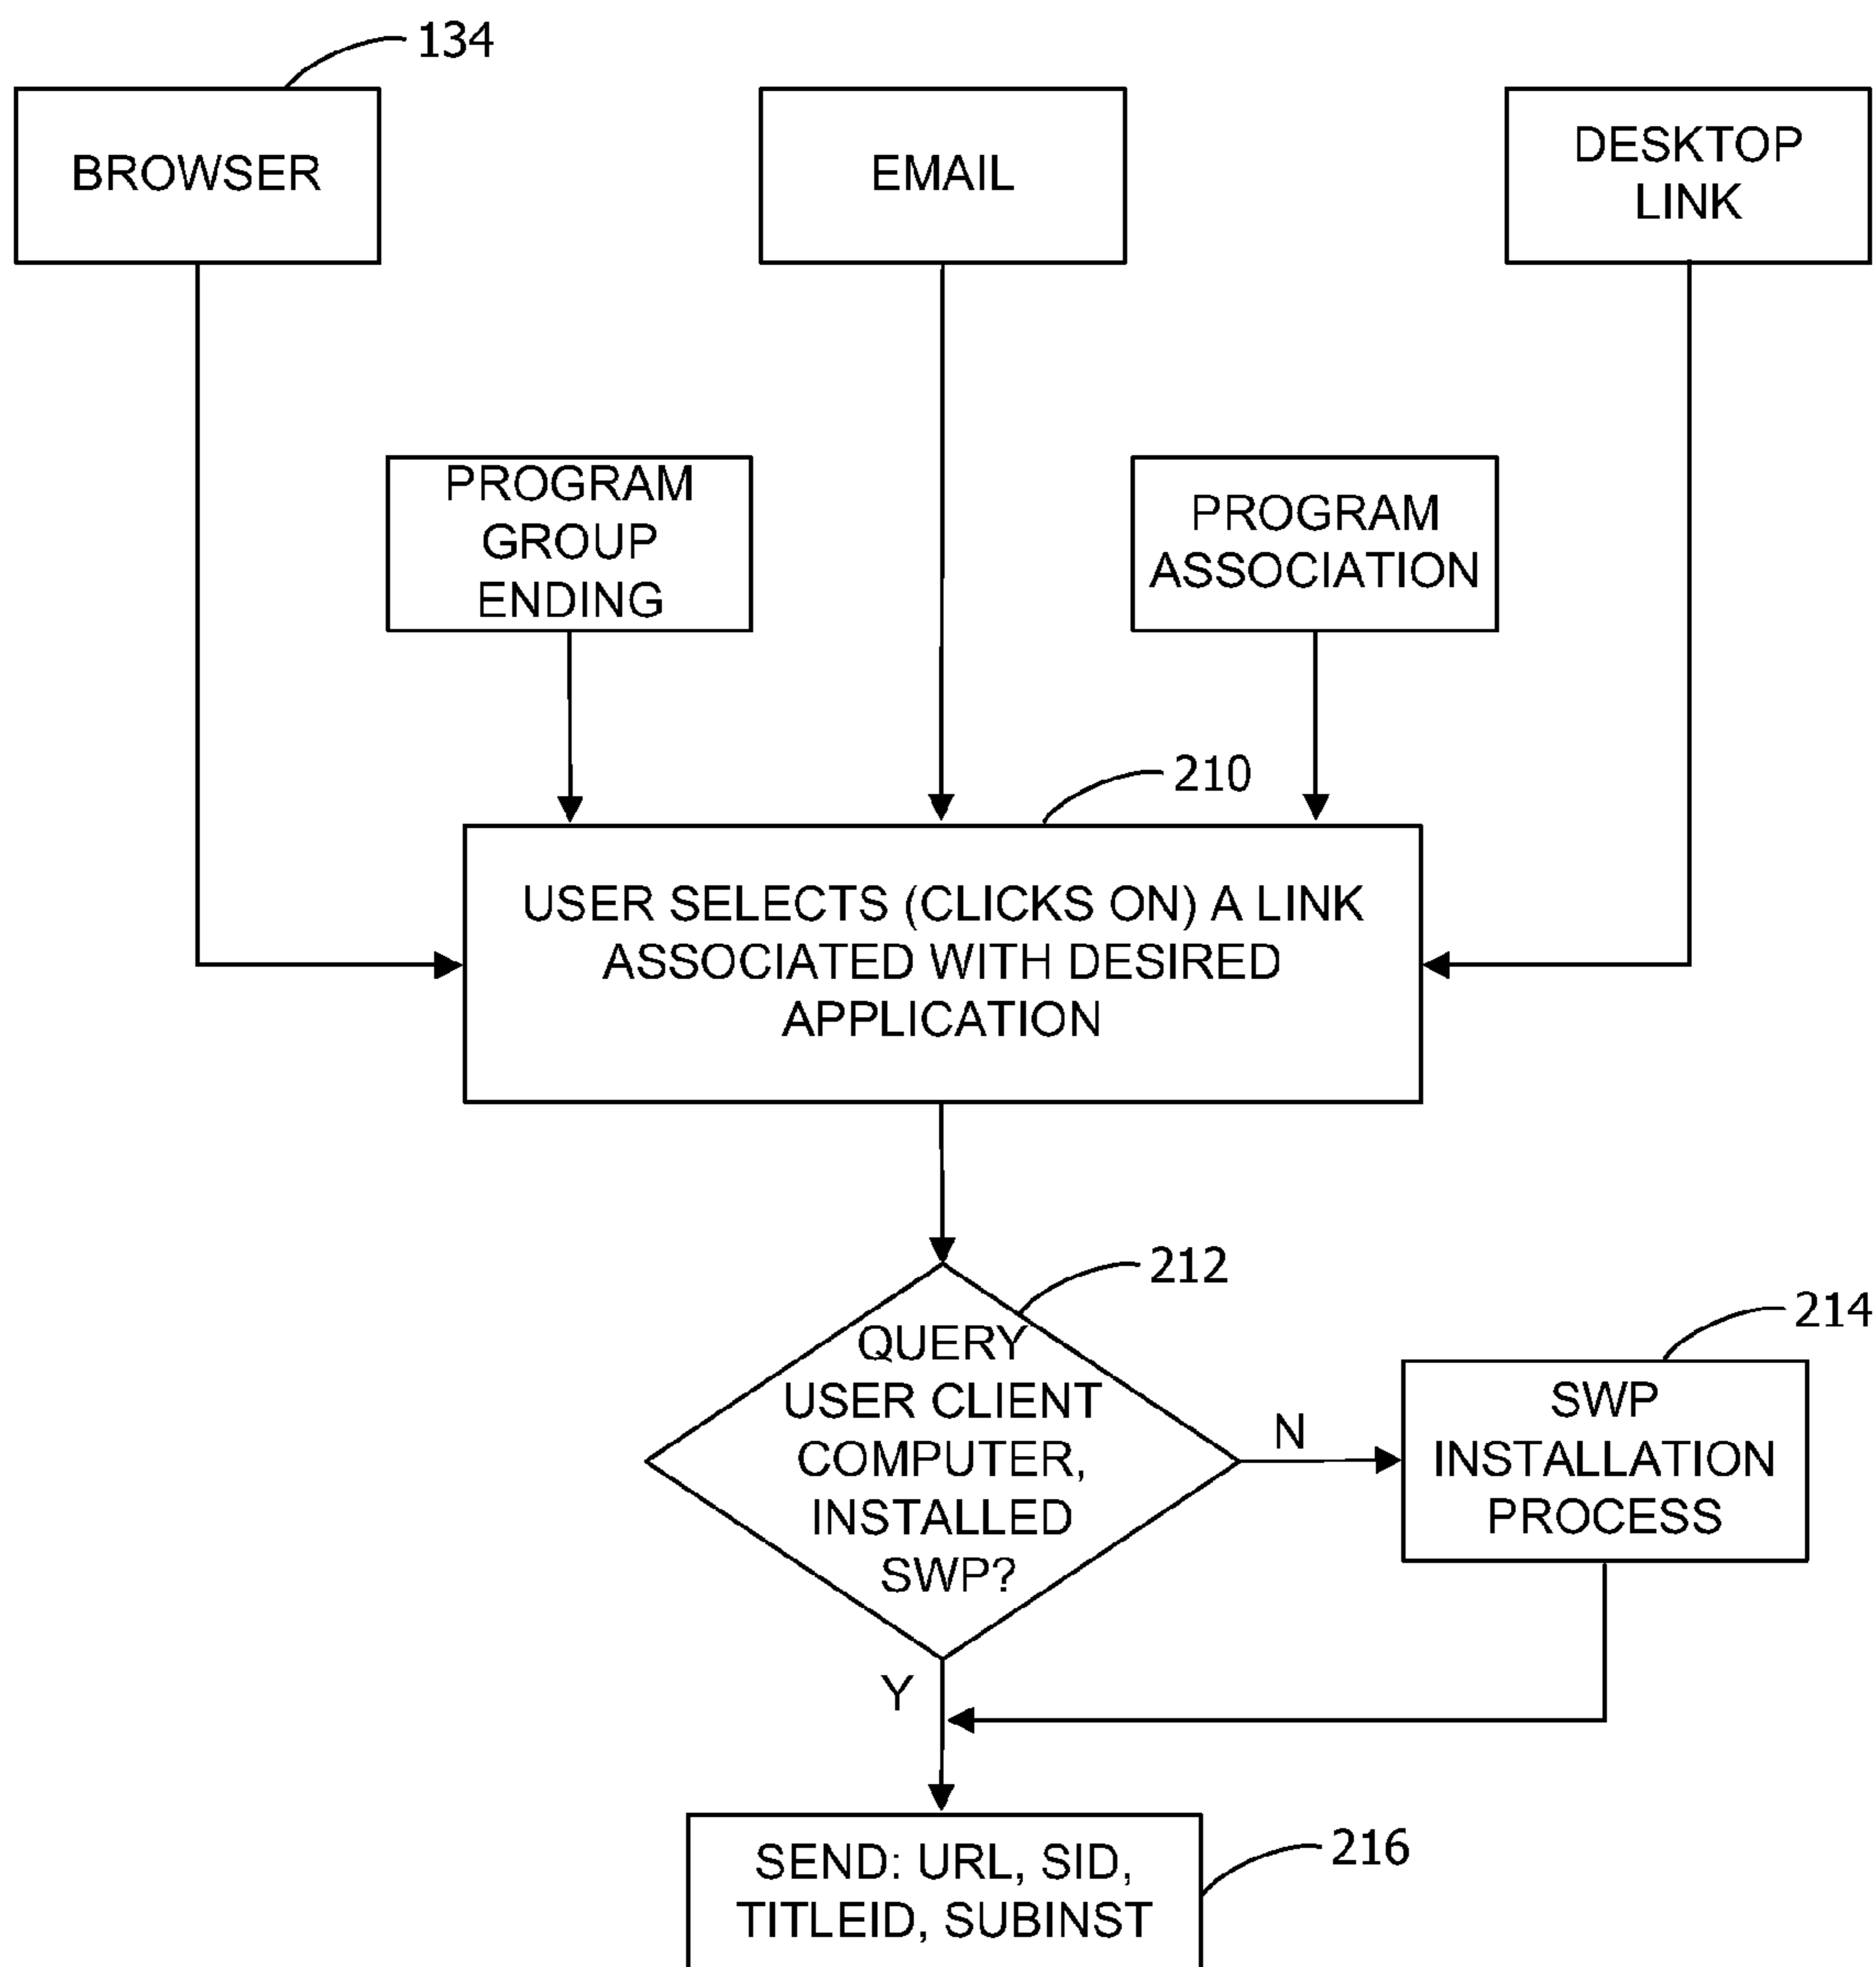 134
BROWSER
EMAIL
DESKTOP
LINK
PROGRAM
GROUP
ENDING
PROGRAM
ASSOCIATION
210
USER SELECTS (CLICKS ON) A LINK
ASSOCIATED WITH DESIRED
APPLICATION
212
QUERY
USER CLIENT
COMPUTER,
INSTALLED
SWP?
N
214
SWP
INSTALLATION
PROCESS
Y
216
SEND: URL, SID,
TITLEID, SUBINST